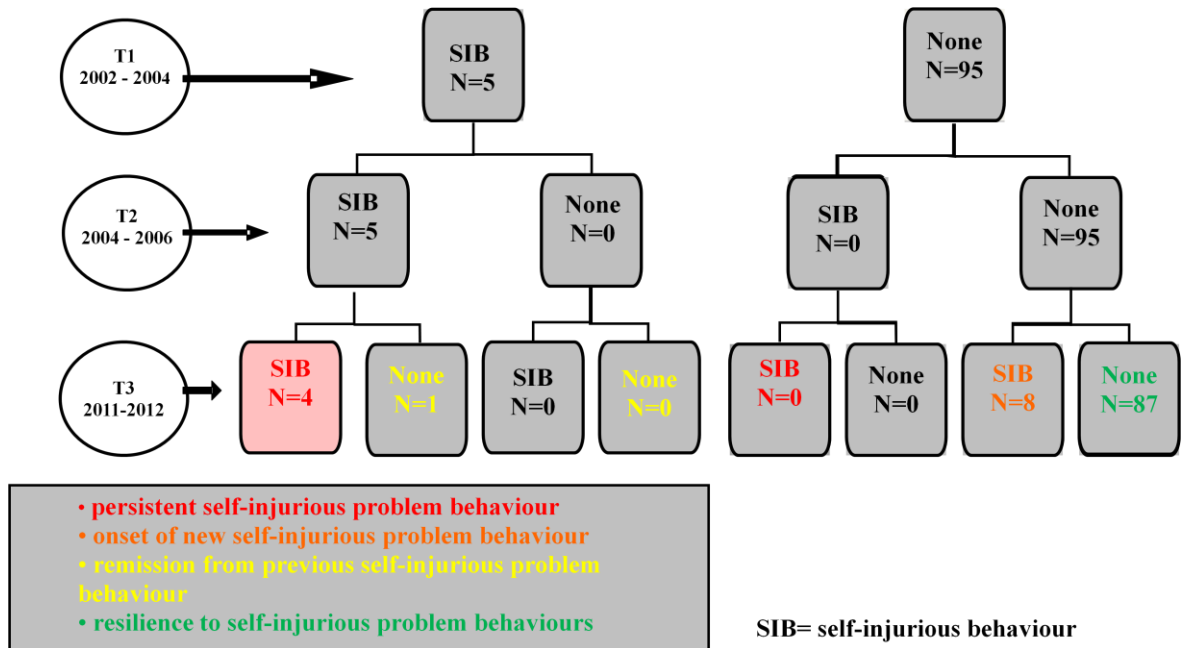 T1
2002 - 2004
SIB
N=5
None
N=95
T2
2004 - 2006
SIB
N=5
None
N=0
SIB
N=0
None
N=95
T3
2011-2012
SIB
N=4
None
N=1
SIB
N=0
None
N=0
SIB
N=0
None
N=0
SIB
N=8
None
N=87
• persistent self-injurious problem behaviour
• onset of new self-injurious problem behaviour
• remission from previous self-injurious problem
behaviour
• resilience to self-injurious problem behaviours
SIB= self-injurious behaviour